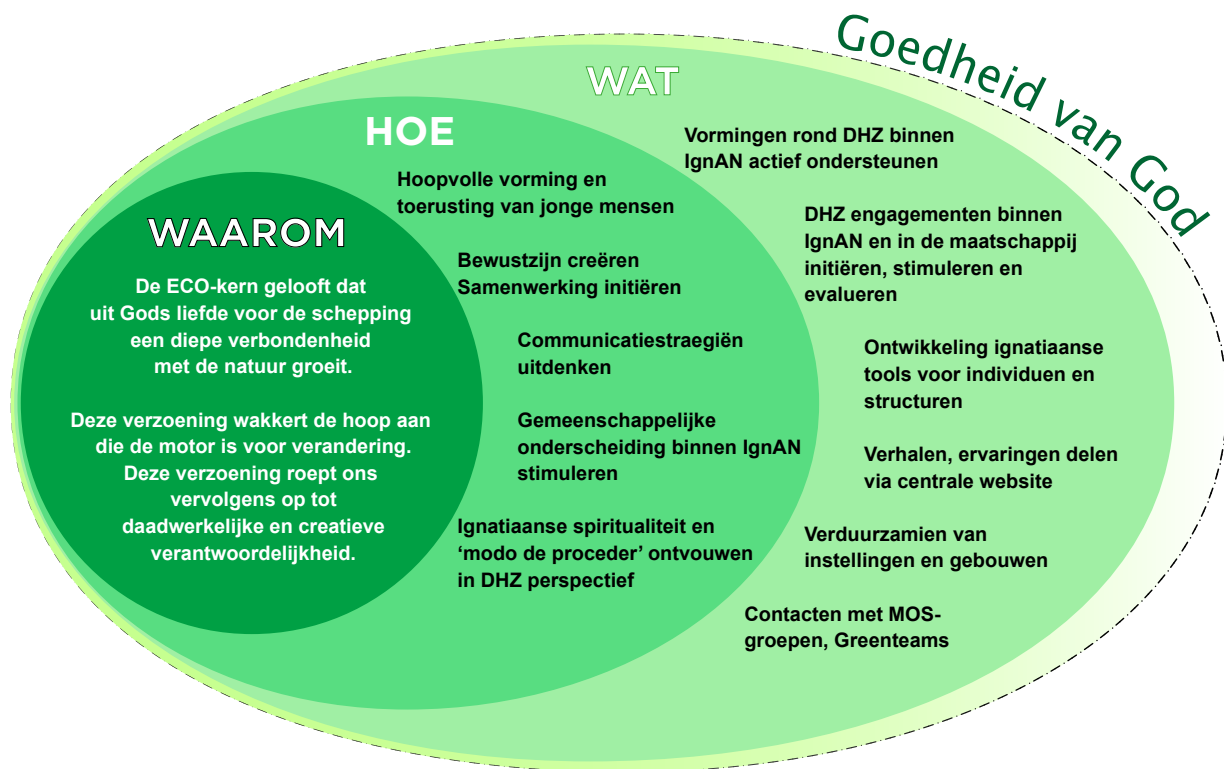 Goedheid van God
WAT
Vormingen rond DHZ binnen
IgnAN actief ondersteunen
DHZ engagementen binnen
IgnAN en in de maatschappij
initiëren, stimuleren en
evalueren
Ontwikkeling ignatiaanse
tools voor individuen en
structuren
Verhalen, ervaringen delen
via centrale website
Verduurzamien van
instellingen en gebouwen
Contacten met MOS-
groepen, Greenteams
HOE
Hoopvolle vorming en
toerusting van jonge mensen
Bewustzijn creëren
Samenwerking initiëren
Communicatiestraegiën
uitdenken
Gemeenschappelijke
onderscheiding binnen IgnAN
stimuleren
Ignatiaanse spiritualiteit en
‘modo de proceder’ ontvouwen
in DHZ perspectief
WAAROM
De ECO-kern gelooft dat
uit Gods liefde voor de schepping
een diepe verbondenheid
met de natuur groeit.
Deze verzoening wakkert de hoop aan
die de motor is voor verandering.
Deze verzoening roept ons
vervolgens op tot
daadwerkelijke en creatieve
verantwoordelijkheid.